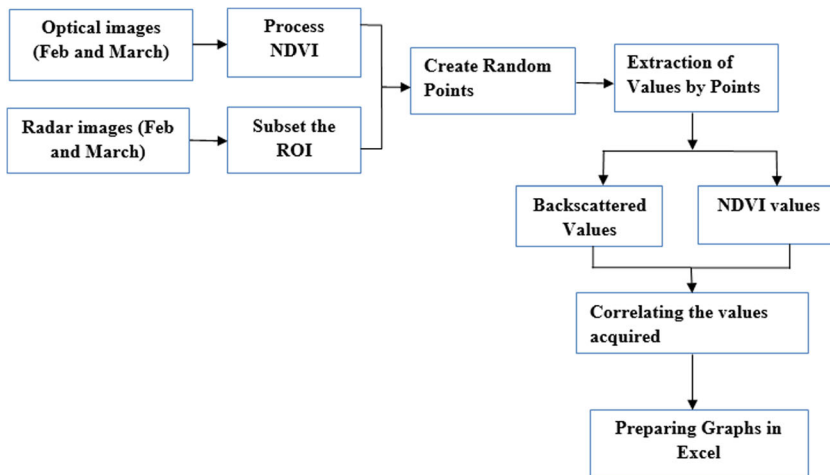 Optical images
(Feb and March)
Process
NDVI
Radar images (Feb
and March)
Subset the
ROI
Create Random
Points
Extraction of
Values by Points
Backscattered
Values
NDVI values
Correlating the values
acquired
Preparing Graphs in
Excel